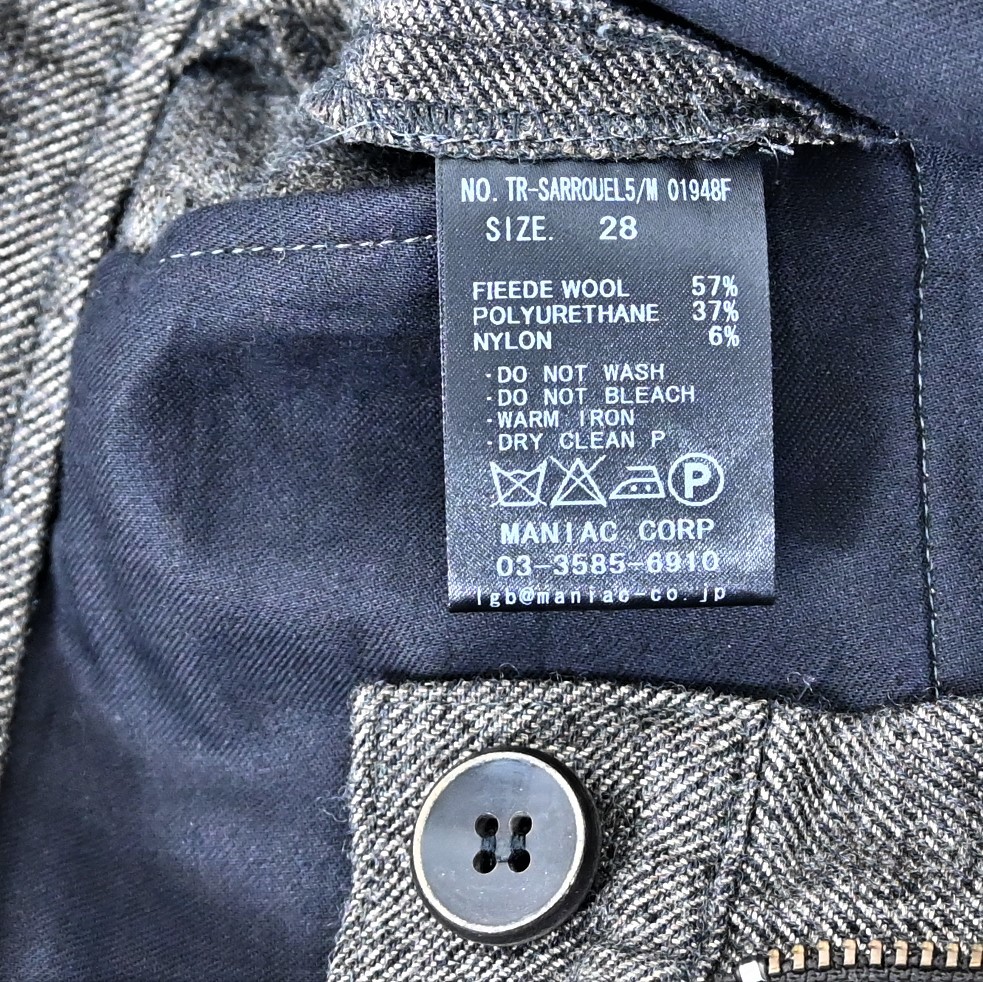 NO. TR-SARROUEL5/M 01948F
SIZE. 28
FIEEDE WOOL 57%
POLYURETHANE 37%
NYLON 6%
·DO NOT WASH
·DO NOT BLEACH
·WARM IRON
·DRY CLEAN P
P
MANIAC CORP
03-3585-6910
lgb@maniac-co.jp